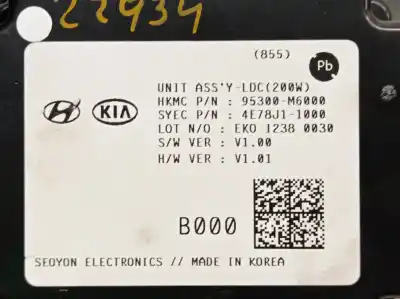 22934
(855)
Pb
UNIT ASS'Y-LDC(200W)
HKMC P/N : 95300-M6000
SYEC P/N : 4E78J1-1000
LOT N/O : EKO 1238 0030
S/W VER : V1.00
H/W VER : V1.01
KIA
B000
SEOYON ELECTRONICS // MADE IN KOREA